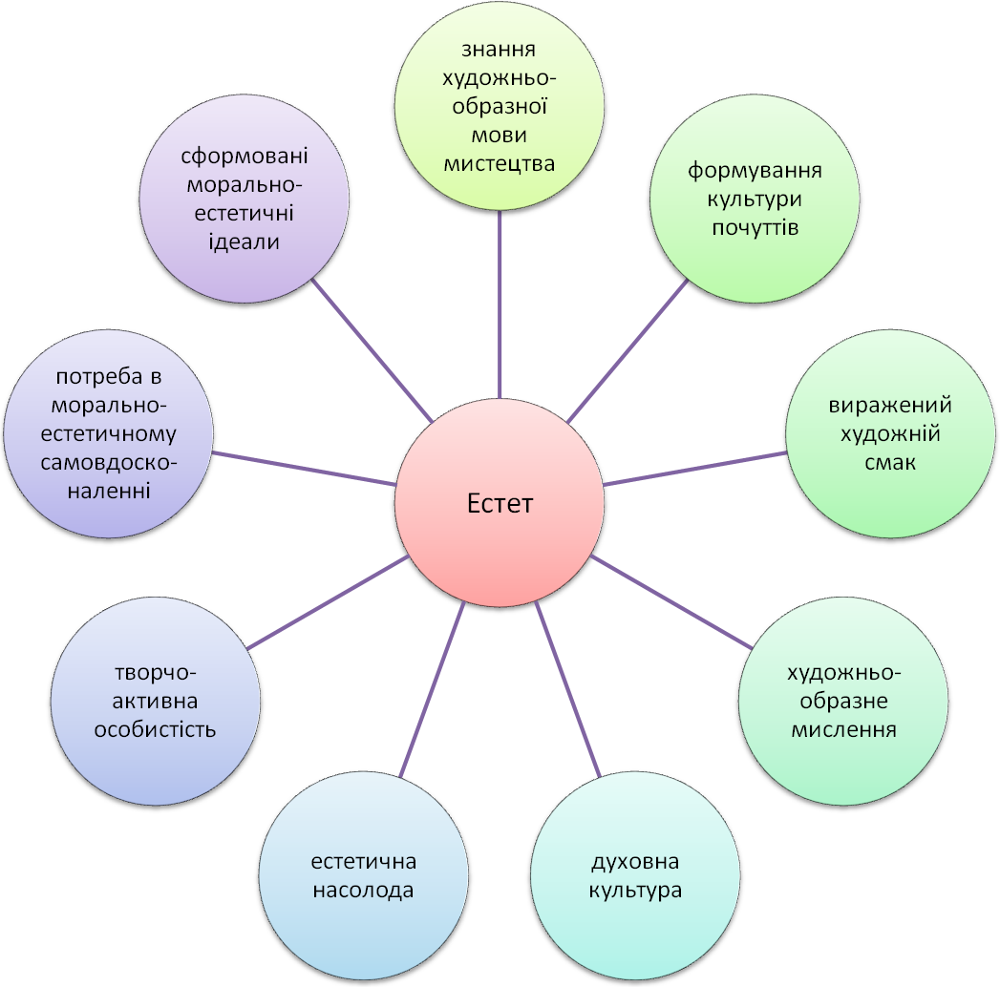 знання
художньо-
образної
мови
мистецтва
формування
культури
почуттів
виражений
художній
смак
художньо-
образне
мислення
духовна
культура
естетична
насолода
творчо-
активна
особистість
потреба в
морально-
естетичному
самовдоско-
наленні
сформовані
морально-
естетичні
ідеали
Естет